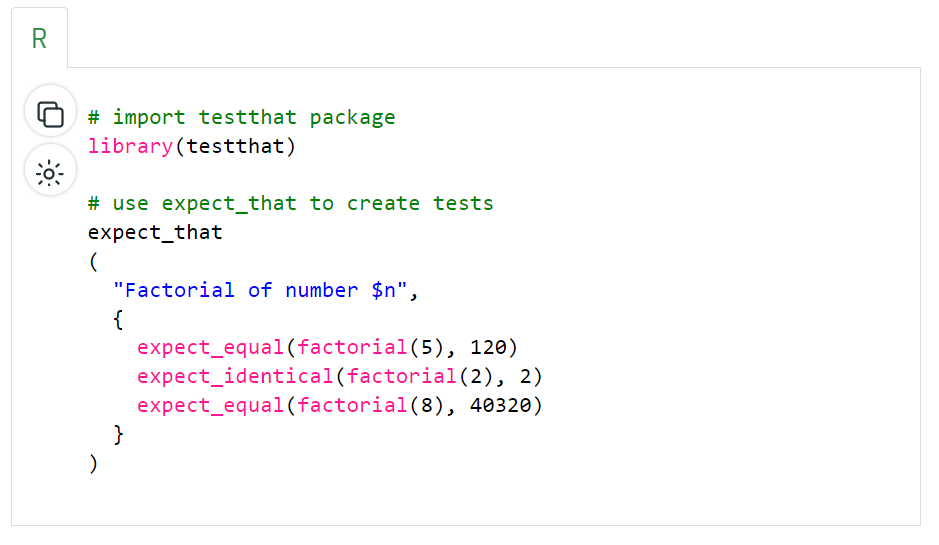 R
# import testthat package
library(testthat)
# use expect_that to create tests
expect_that
(
"Factorial of number $n",
{
expect_equal(factorial(5), 120)
expect_identical(factorial(2), 2)
expect_equal(factorial(8), 40320)
}
)